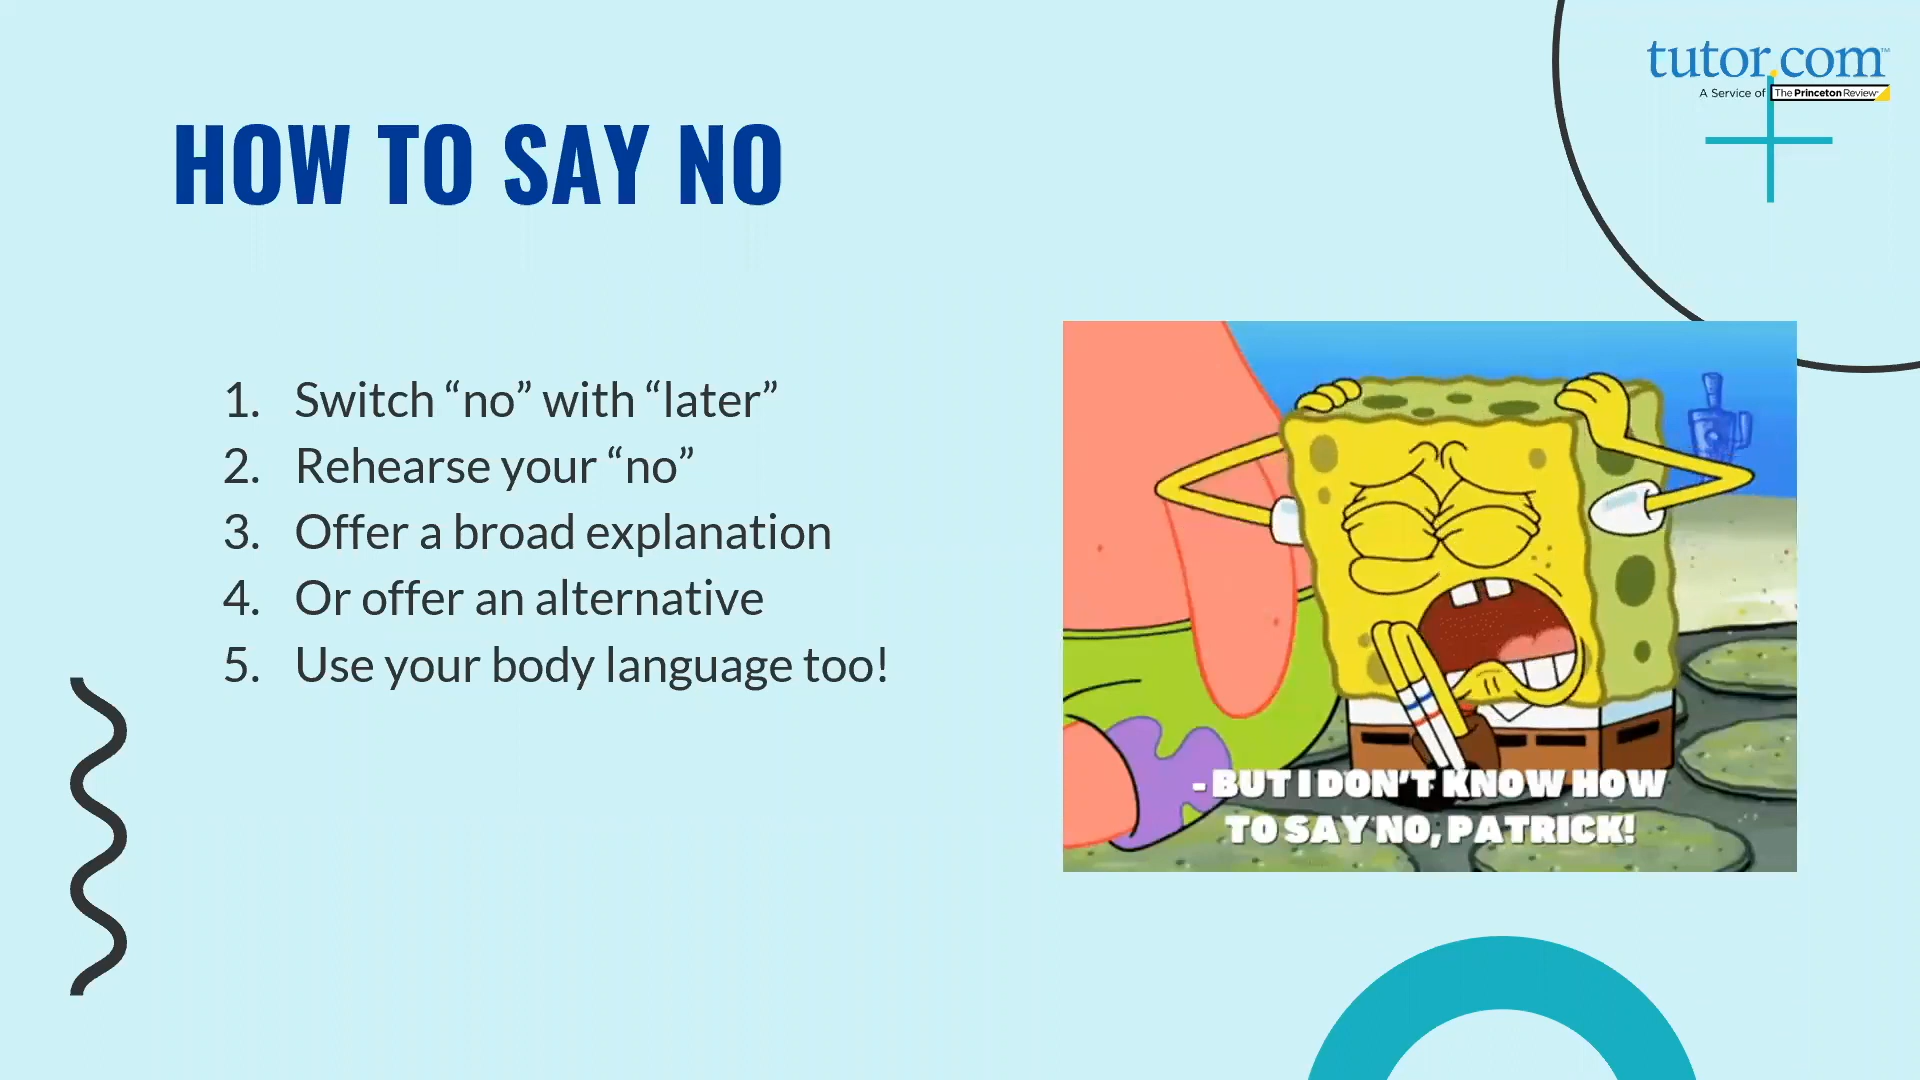 tutor.com™
A Service of The Princeton Review
HOW TO SAY NO
1. Switch “no” with “later”
2. Rehearse your “no”
3. Offer a broad explanation
4. Or offer an alternative
5. Use your body language too!
- BUT I DON'T KNOW HOW
TO SAY NO, PATRICK!